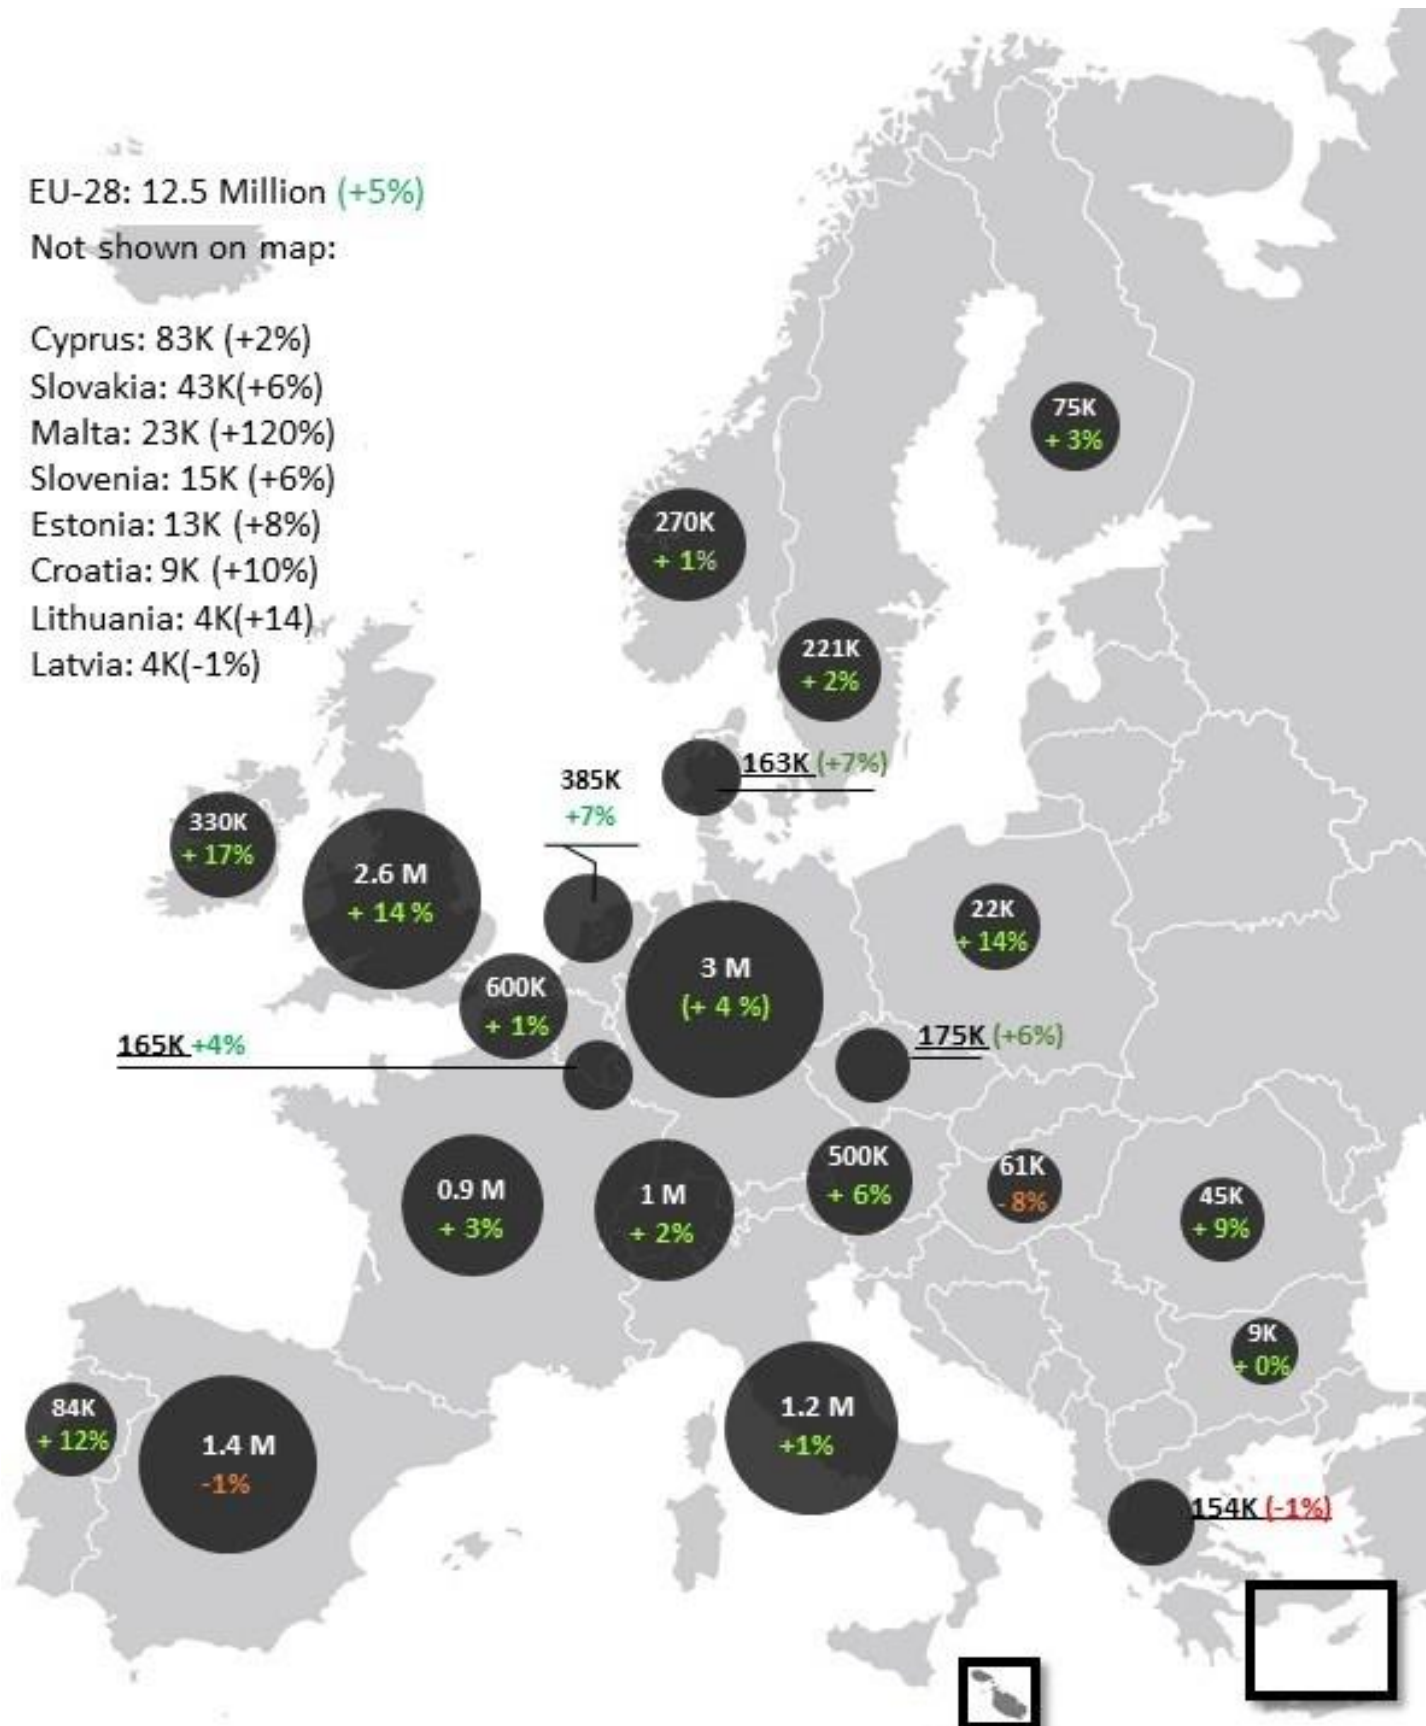 EU-28: 12.5 Million (+5%)
Not shown on map:
Cyprus: 83K (+2%)
Slovakia: 43K(+6%)
Malta: 23K (+120%)
Slovenia: 15K (+6%)
Estonia: 13K (+8%)
Croatia: 9K (+10%)
Lithuania: 4K(+14)
Latvia: 4K(-1%)
75K
+ 3%
270K
+ 1%
221K
+ 2%
163K (+7%)
385K
+7%
330K
+ 17%
2.6 M
+ 14 %
22K
+ 14%
3 M
(+ 4 %)
600K
+ 1%
175K (+6%)
165K +4%
500K
+ 6%
61K
- 8%
0.9 M
+ 3%
1 M
+ 2%
45K
+ 9%
9K
+ 0%
84K
+ 12%
1.4 M
-1%
1.2 M
+1%
154K (-1%)